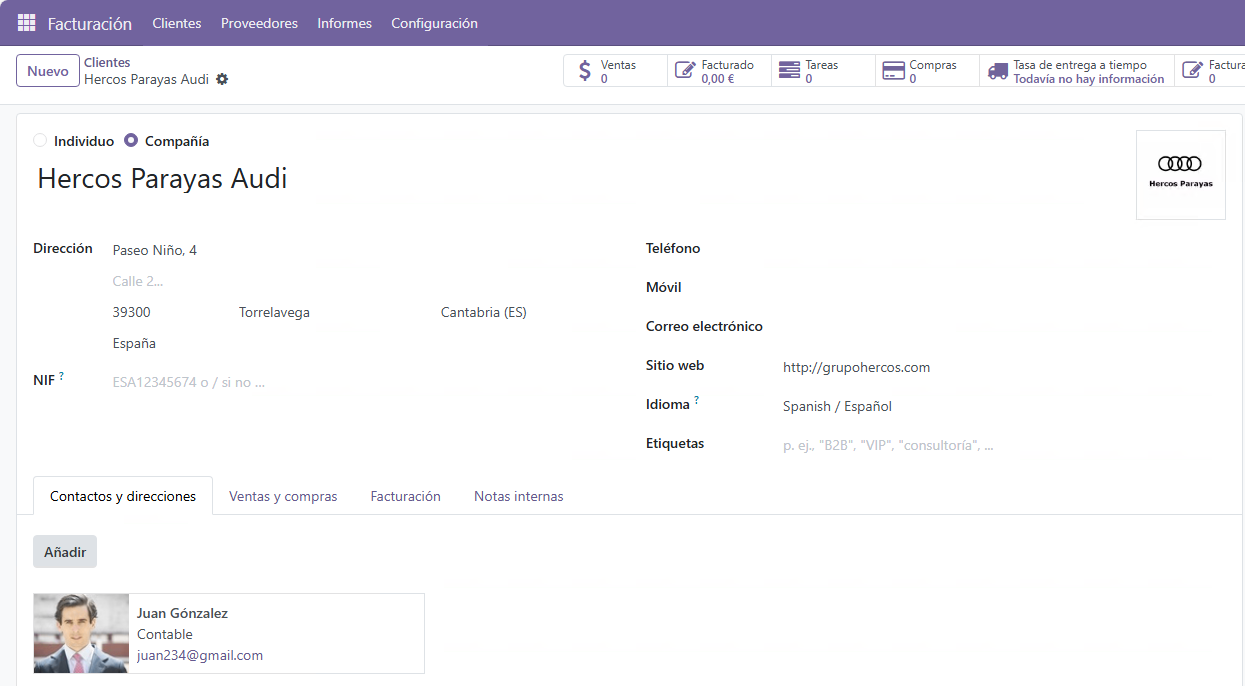 Facturación Clientes Proveedores Informes Configuración
Nuevo
Clientes
Hercos Parayas Audi
Ventas
0
Facturado
0,00 €
Tareas
0
Compras
0
Tasa de entrega a tiempo
Todavía no hay información
Factura
0
Individuo Compañía
Hercos Parayas Audi
Hercos Parayas
Dirección Paseo Niño, 4
Calle 2...
39300 Torrelavega Cantabria (ES)
España
NIF ? ESA12345674 o / si no ...
Teléfono
Móvil
Correo electrónico
Sitio web http://grupohercos.com
Idioma ? Spanish / Español
Etiquetas p. ej., "B2B", "VIP", "consultoría", ...
Contactos y direcciones Ventas y compras Facturación Notas internas
Añadir
Juan Gónzalez
Contable
juan234@gmail.com